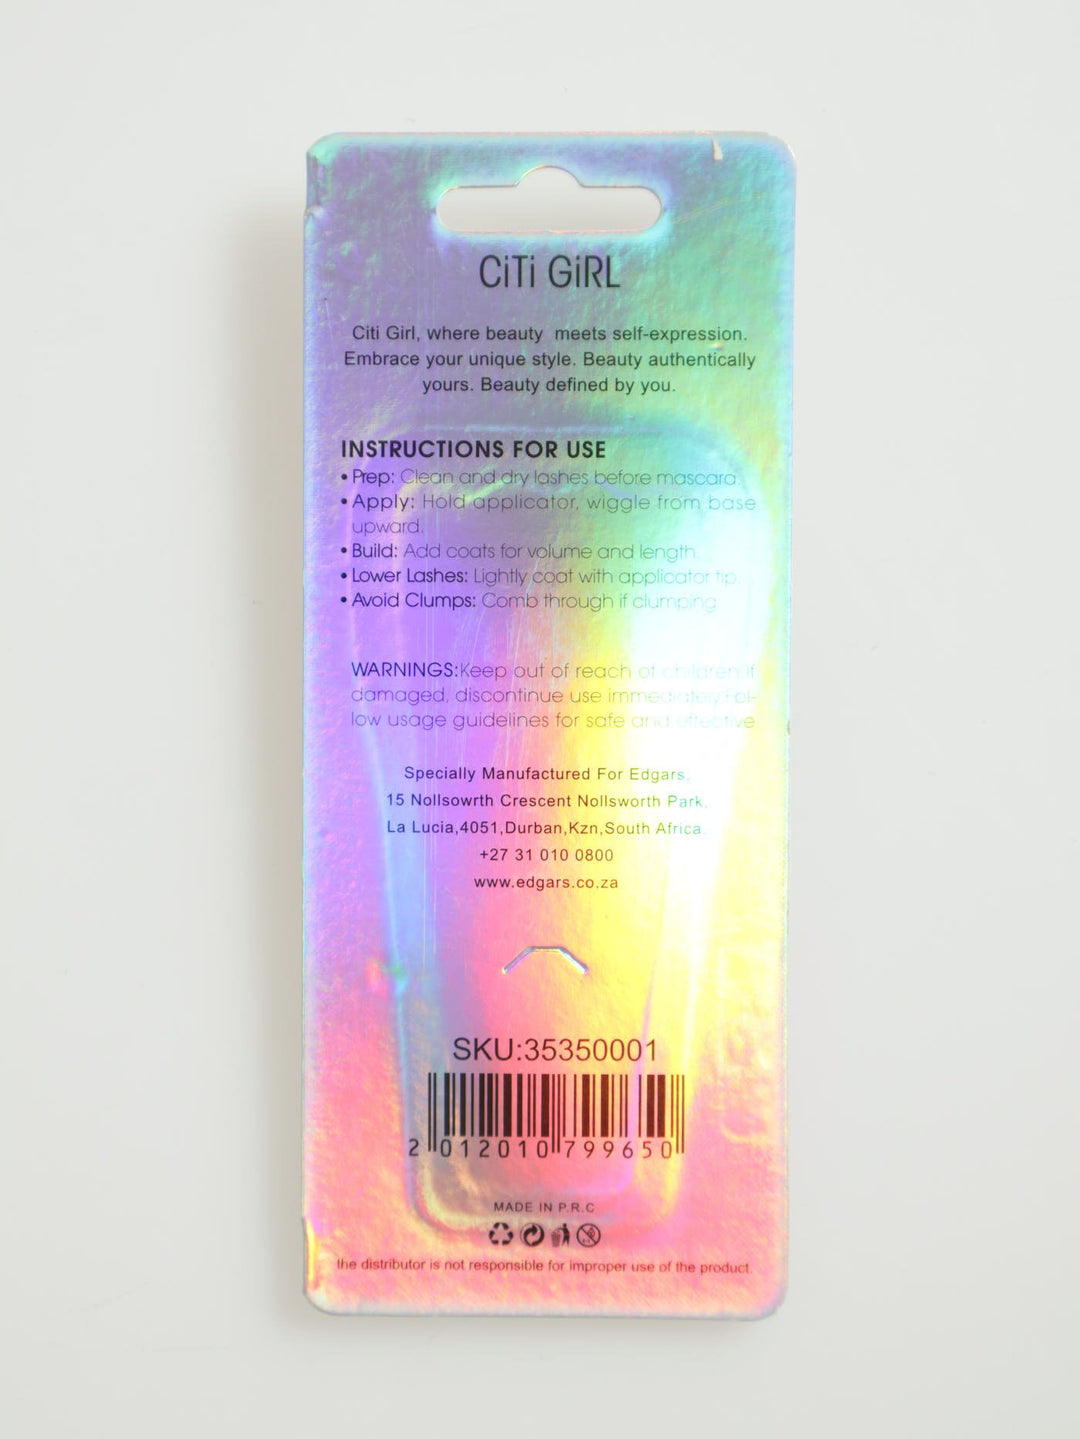 CiTi GiRL
Citi Girl, where beauty meets self-expression.
Embrace your unique style. Beauty authentically
yours. Beauty defined by you.
INSTRUCTIONS FOR USE
• Prep: Clean and dry lashes before mascara.
• Apply: Hold applicator, wiggle from base
upward.
• Build: Add coats for volume and length.
• Lower Lashes: Lightly coat with applicator tip.
• Avoid Clumps: Comb through if clumping
WARNINGS:Keep out of reach of children If
damaged, discontinue use immediately Fol-
low usage guidelines for safe and effective
Specially Manufactured For Edgars.
15 Nollsowrth Crescent Nollsworth Park,
La Lucia,4051,Durban,Kzn,South Africa.
+27 31 010 0800
www.edgars.co.za
SKU:35350001
2 012010 799650
MADE IN P.R.C
the distributor is not responsible for improper use of the product.